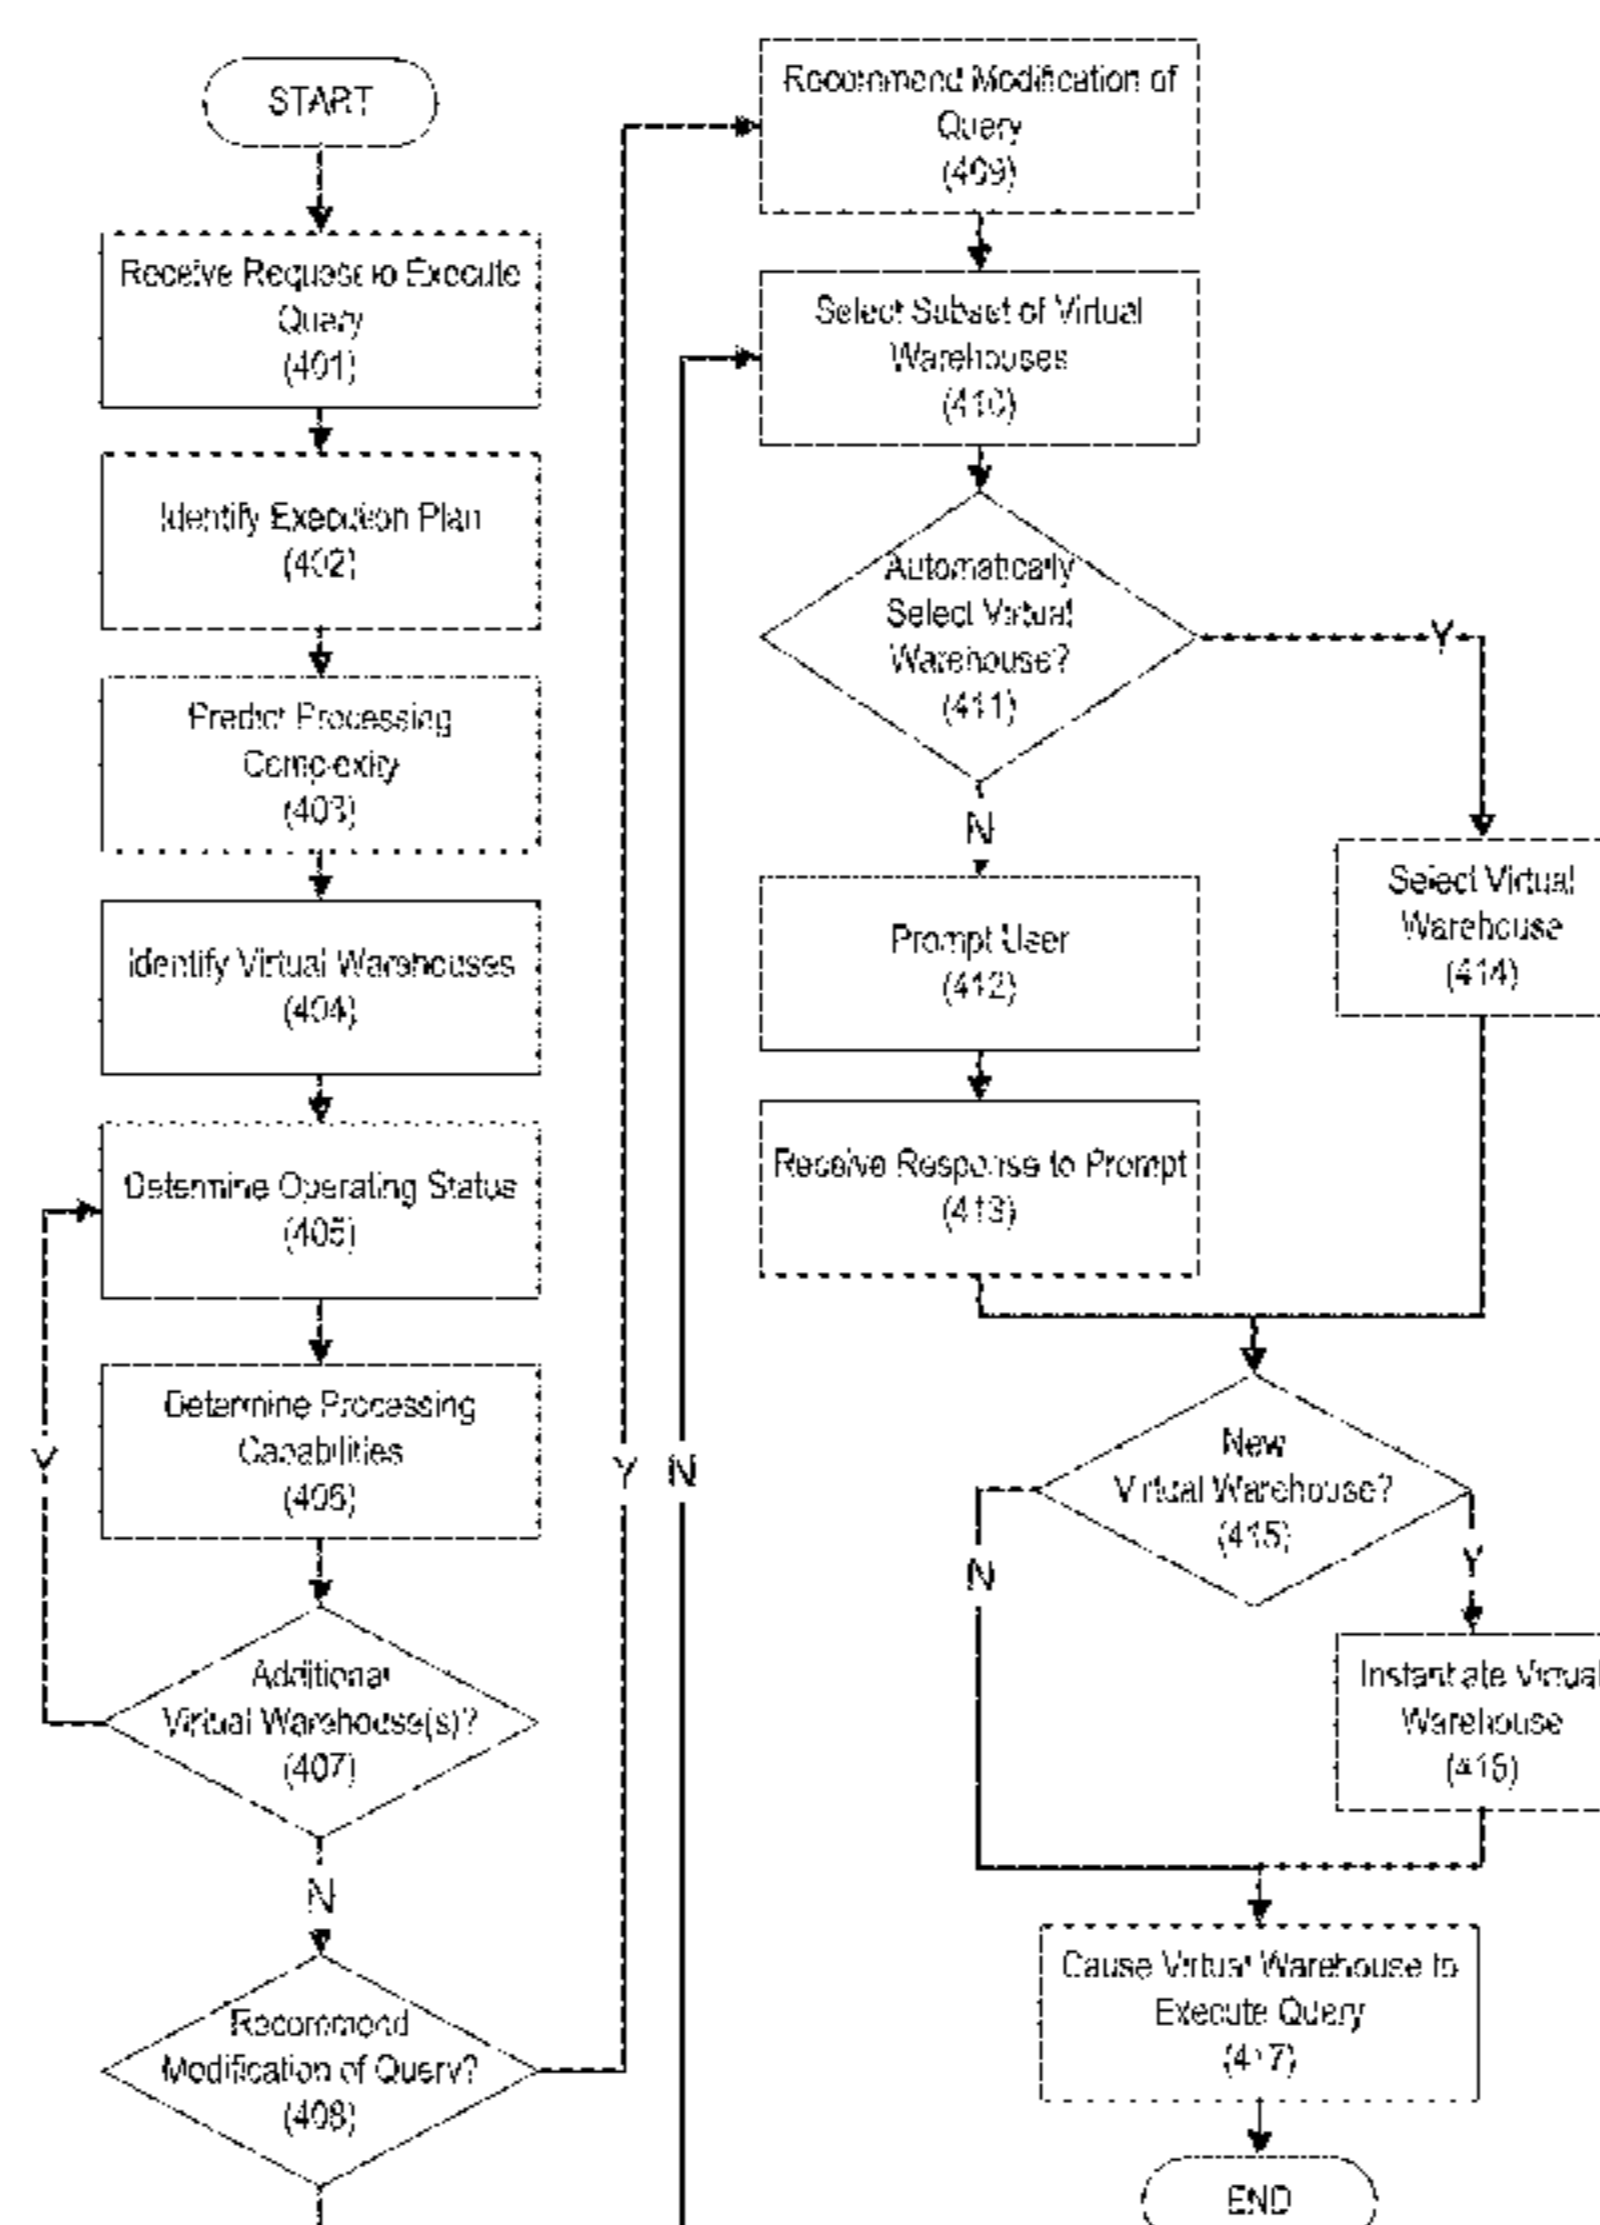 START
Receive Request to Execute
Query
(401)
Identify Execution Plan
(402)
Predict Processing
Complexity
(403)
Identify Virtual Warehouses
(404)
Determine Operating Status
(405)
Y
Determine Processing
Capabilities
(406)
Additional
Virtual Warehouse(s)?
(407)
N
Recommend
Modification of Query?
(408)
Y
N
Recommend Modification of
Query
(409)
Select Subset of Virtual
Warehouses
(410)
Automatically
Select Virtual
Warehouse?
(411)
Y
N
Prompt User
(412)
Receive Response to Prompt
(413)
Select Virtual
Warehouse
(414)
New
Virtual Warehouse?
(415)
N
Y
Instantiate Virtual
Warehouse
(416)
Cause Virtual Warehouse to
Execute Query
(417)
END